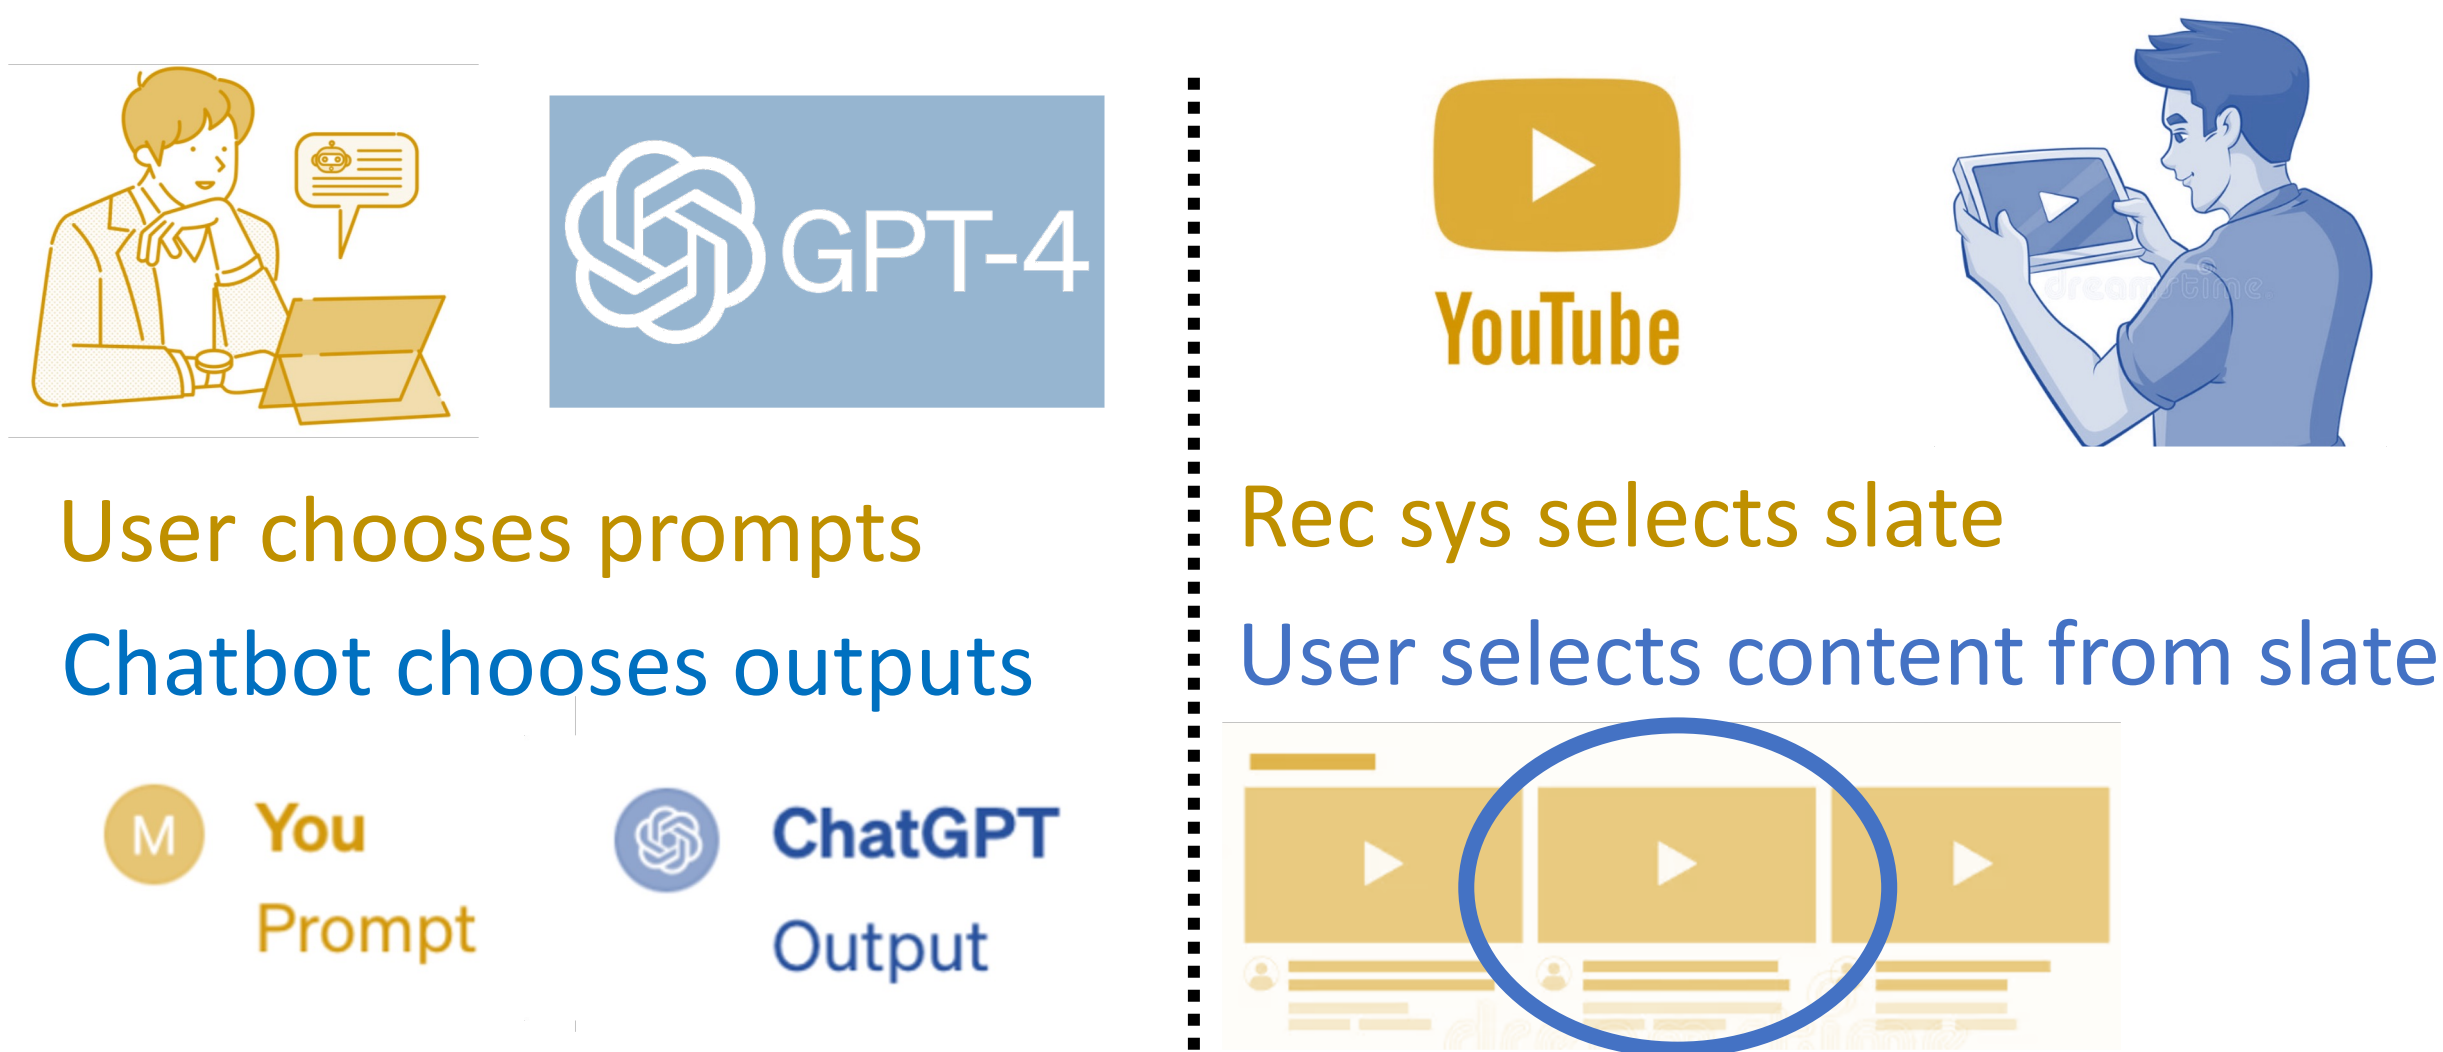 GPT-4
User chooses prompts
Chatbot chooses outputs
M
You
Prompt
ChatGPT
Output
YouTube
dreamstime
Rec sys selects slate
User selects content from slate